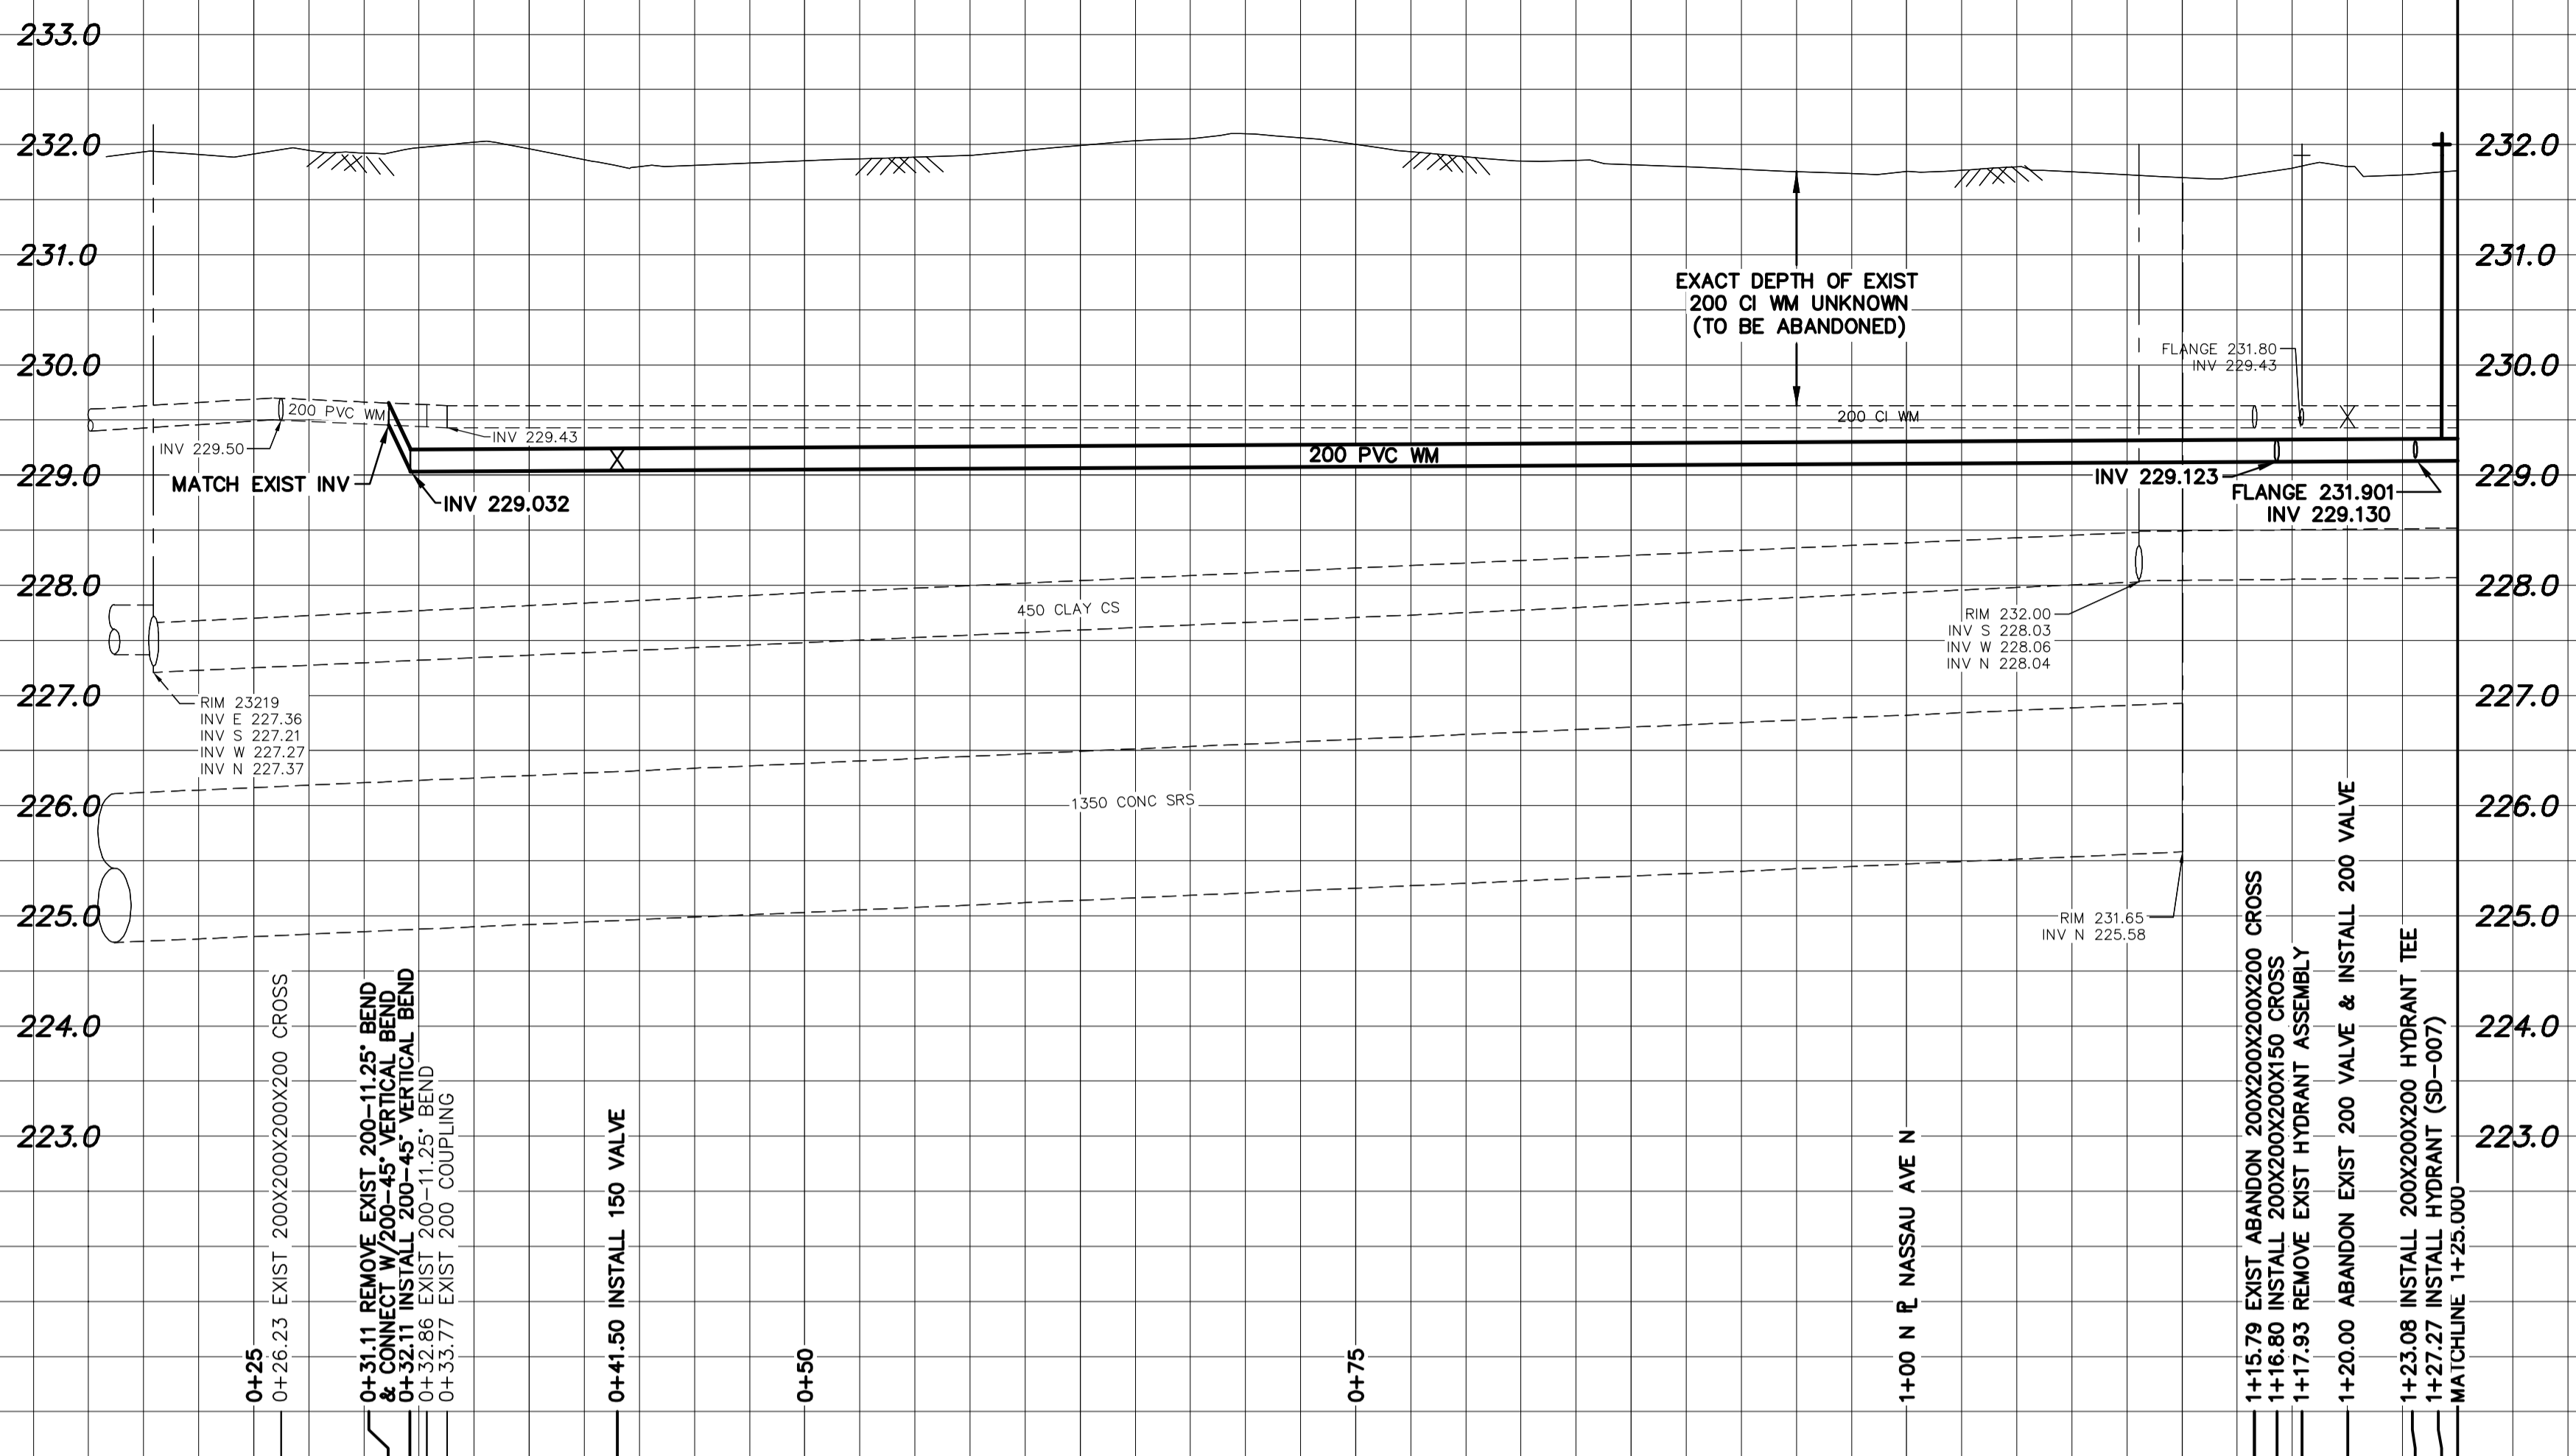 233.0
232.0
232.0
231.0
231.0
EXACT DEPTH OF EXIST
200 CI WM UNKNOWN
(TO BE ABANDONED)
FLANGE 231.80
INV 229.43
230.0
230.0
200 PVC WM
200 CI WM
INV 229.43
INV 229.50
200 PVC WM
229.0
229.0
MATCH EXIST INV
INV 229.032
INV 229.123
FLANGE 231.901
INV 229.130
228.0
228.0
450 CLAY CS
RIM 232.00
INV S 228.03
INV W 228.06
INV N 228.04
227.0
227.0
RIM 23219
INV E 227.36
INV S 227.21
INV W 227.27
INV N 227.37
226.0
226.0
1350 CONC SRS
225.0
225.0
RIM 231.65
INV N 225.58
224.0
224.0
223.0
223.0
0+25
0+26.23 EXIST 200X200X200X200 CROSS
0+31.11 REMOVE EXIST 200-11.25° BEND
& CONNECT W/200-45° VERTICAL BEND
0+32.11 INSTALL 200-45° VERTICAL BEND
0+32.86 EXIST 200-11.25° BEND
0+33.77 EXIST 200 COUPLING
0+41.50 INSTALL 150 VALVE
0+50
0+75
1+00 N PL NASSAU AVE N
1+15.79 EXIST ABANDON 200X200X200X200 CROSS
1+16.80 INSTALL 200X200X200X150 CROSS
1+17.93 REMOVE EXIST HYDRANT ASSEMBLY
1+20.00 ABANDON EXIST 200 VALVE & INSTALL 200 VALVE
1+23.08 INSTALL 200X200X200 HYDRANT TEE
1+27.27 INSTALL HYDRANT (SD-007)
MATCHLINE 1+25.000